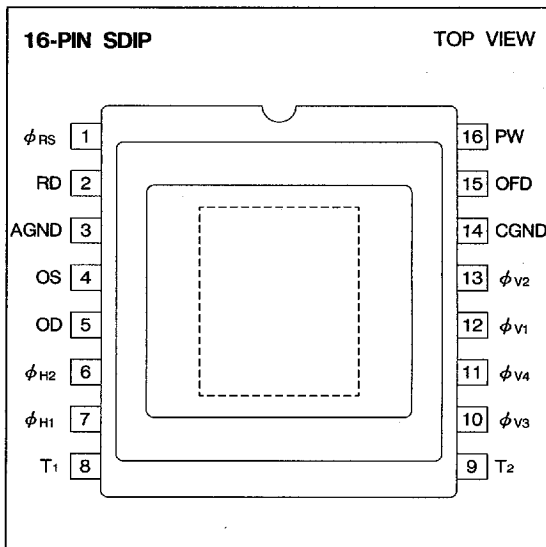 16-PIN SDIP TOP VIEW
ϕRS 1 16 PW
RD 2 15 OFD
AGND 3 14 CGND
OS 4 13 ϕV2
OD 5 12 ϕV1
ϕH2 6 11 ϕV4
ϕH1 7 10 ϕV3
T1 8 9 T2